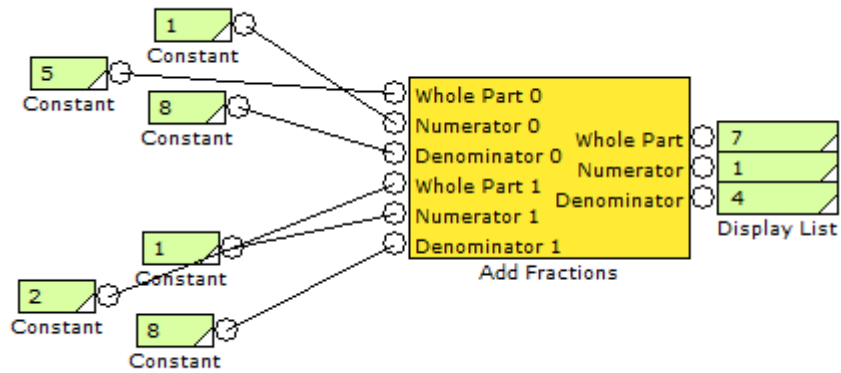 1
Constant
5
Constant
8
Constant
1
Constant
2
Constant
8
Constant
Whole Part 0
Numerator 0
Denominator 0
Whole Part 1
Numerator 1
Denominator 1
Whole Part
Numerator
Denominator
Add Fractions
7
1
4
Display List